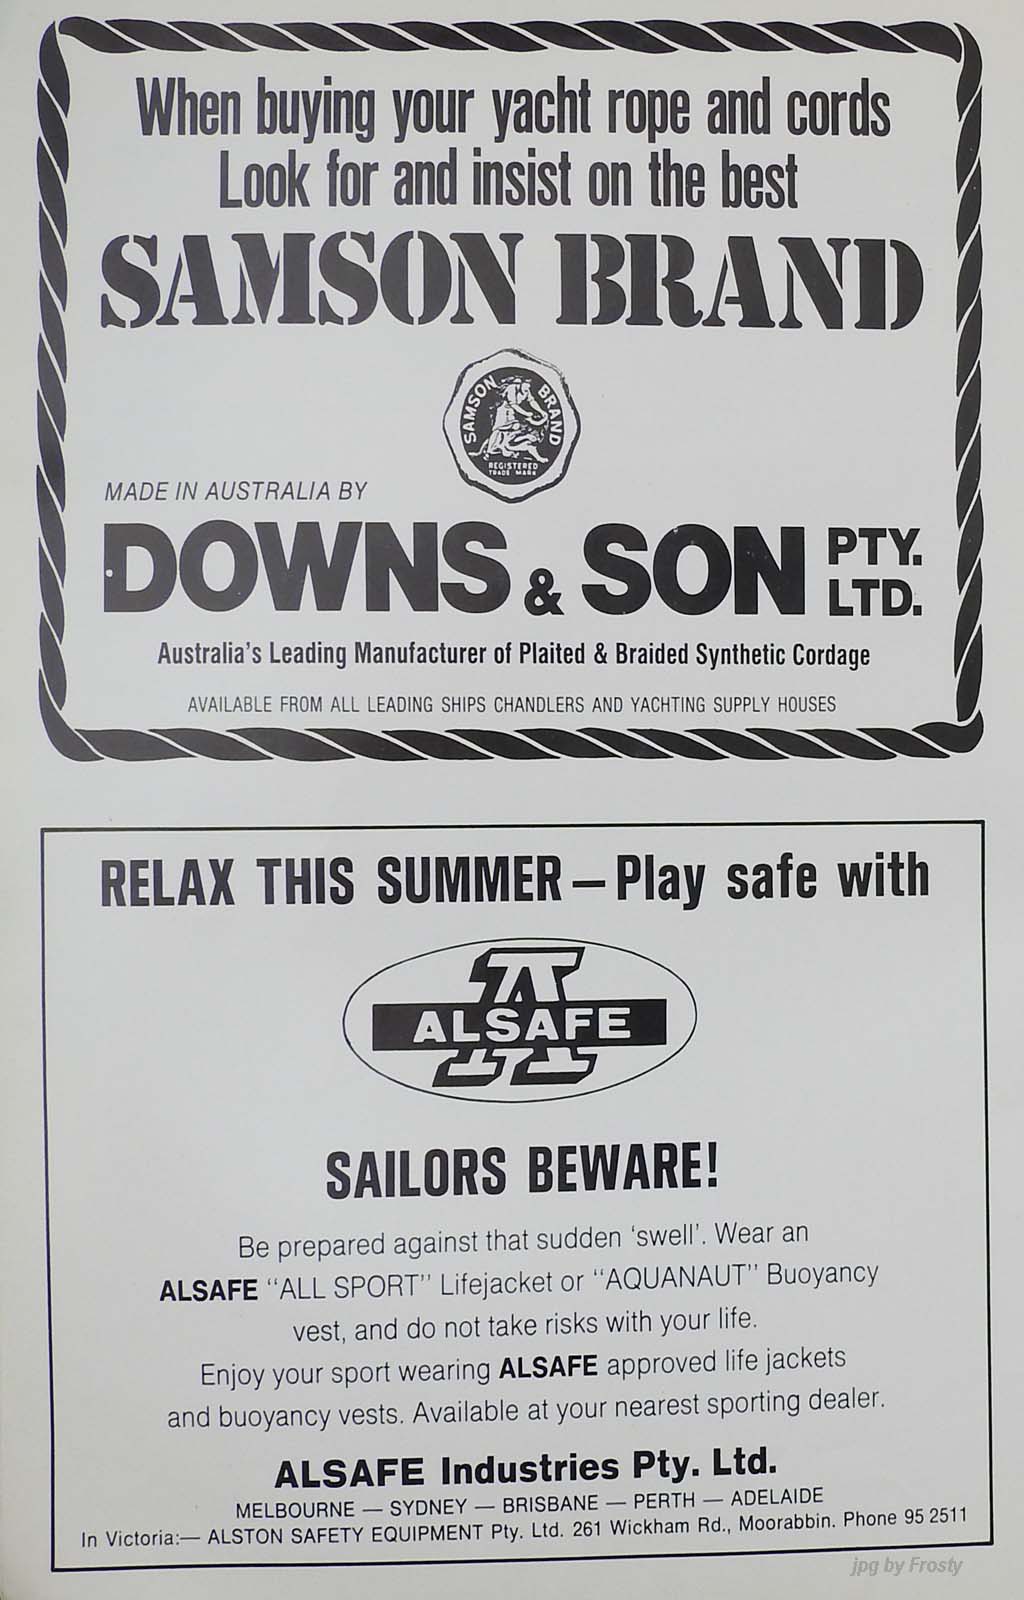 When buying your yacht rope and cords
Look for and insist on the best
SAMSON BRAND
SAMSON BRAND
REGISTERED
TRADE MARK
MADE IN AUSTRALIA BY
DOWNS & SON PTY. LTD.
Australia's Leading Manufacturer of Plaited & Braided Synthetic Cordage
AVAILABLE FROM ALL LEADING SHIPS CHANDLERS AND YACHTING SUPPLY HOUSES
RELAX THIS SUMMER – Play safe with
A
ALSAFE
SAILORS BEWARE!
Be prepared against that sudden 'swell'. Wear an
ALSAFE "ALL SPORT" Lifejacket or "AQUANAUT" Buoyancy
vest, and do not take risks with your life.
Enjoy your sport wearing ALSAFE approved life jackets
and buoyancy vests. Available at your nearest sporting dealer.
ALSAFE Industries Pty. Ltd.
MELBOURNE — SYDNEY — BRISBANE — PERTH — ADELAIDE
In Victoria:— ALSTON SAFETY EQUIPMENT Pty. Ltd. 261 Wickham Rd., Moorabbin. Phone 95 2511
jpg by Frosty